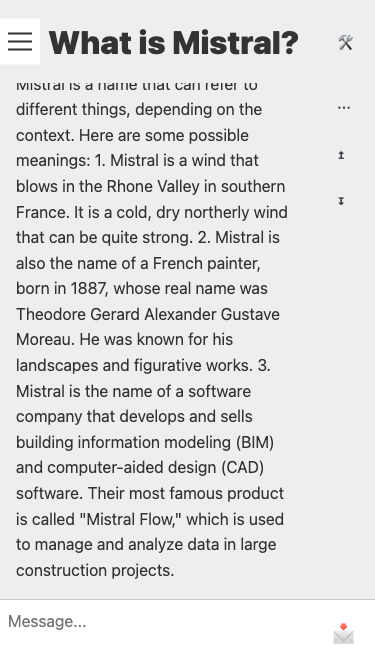 What is Mistral?
Mistral is a name that can refer to
different things, depending on the
context. Here are some possible
meanings: 1. Mistral is a wind that
blows in the Rhone Valley in southern
France. It is a cold, dry northerly wind
that can be quite strong. 2. Mistral is
also the name of a French painter,
born in 1887, whose real name was
Theodore Gerard Alexander Gustave
Moreau. He was known for his
landscapes and figurative works. 3.
Mistral is the name of a software
company that develops and sells
building information modeling (BIM)
and computer-aided design (CAD)
software. Their most famous product
is called "Mistral Flow," which is used
to manage and analyze data in large
construction projects.
Message...